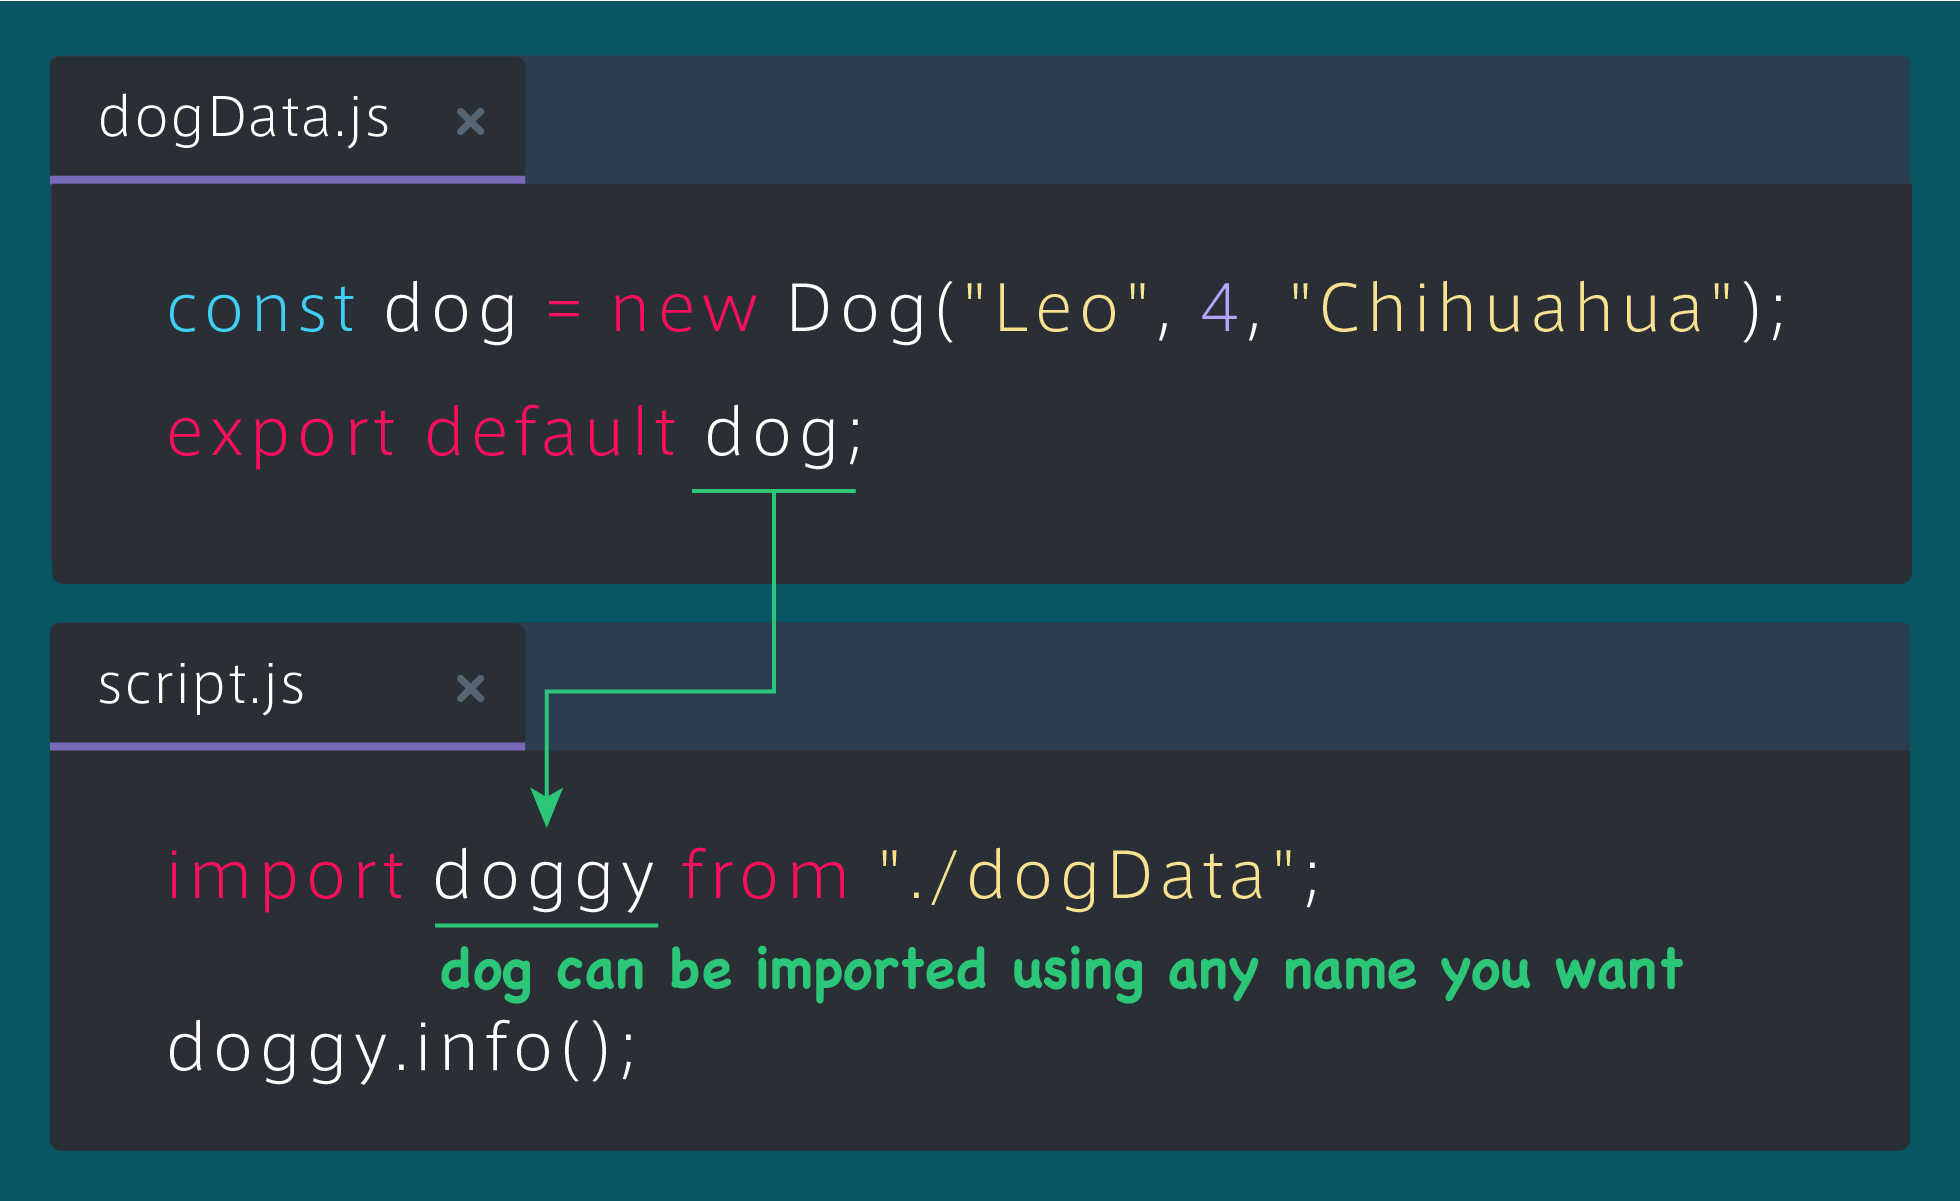 dogData.js ×
const dog = new Dog("Leo", 4, "Chihuahua");
export default dog;
script.js ×
import doggy from "./dogData";
dog can be imported using any name you want
doggy.info();